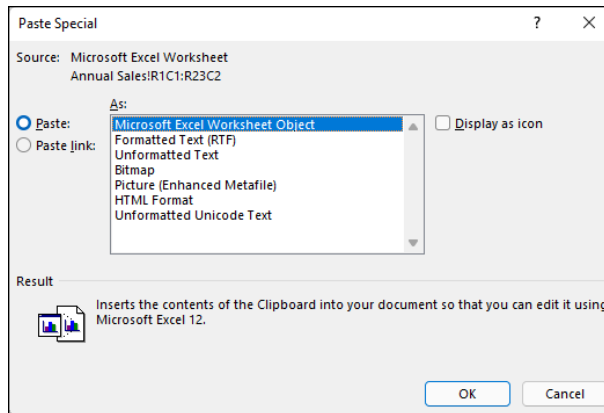 Paste Special
?
Source: Microsoft Excel Worksheet
Annual Sales!R1C1:R23C2
As:
Paste:
Paste link:
Microsoft Excel Worksheet Object
Formatted Text (RTF)
Unformatted Text
Bitmap
Picture (Enhanced Metafile)
HTML Format
Unformatted Unicode Text
Display as icon
Result
Inserts the contents of the Clipboard into your document so that you can edit it using
Microsoft Excel 12.
OK
Cancel